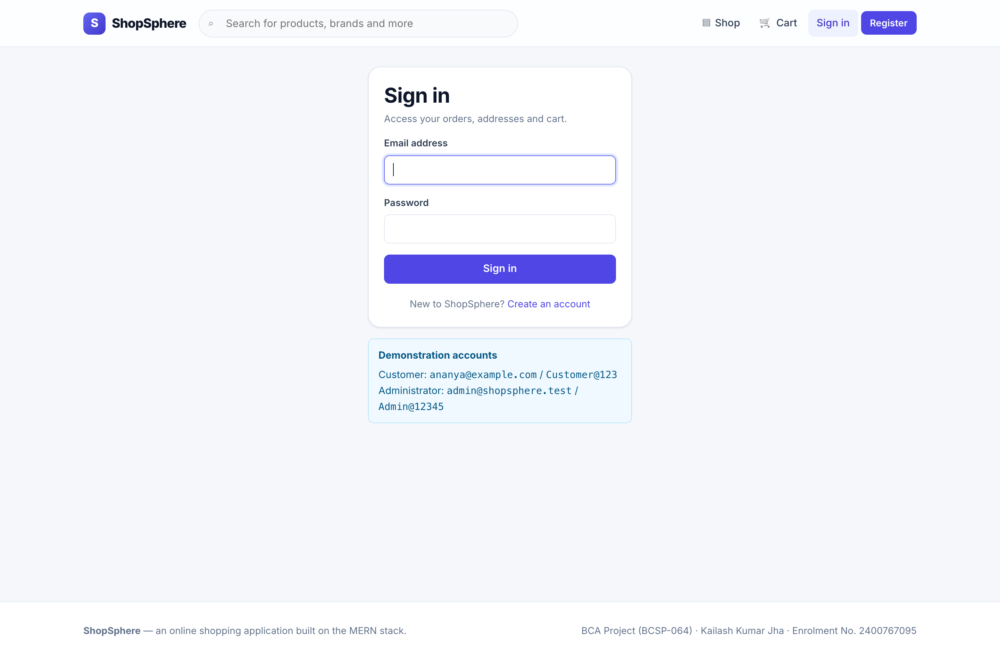 S ShopSphere
Search for products, brands and more
Shop
Cart
Sign in
Register
Sign in
Access your orders, addresses and cart.
Email address
Password
Sign in
New to ShopSphere? Create an account
Demonstration accounts
Customer: ananya@example.com / Customer@123
Administrator: admin@shopsphere.test /
Admin@12345
ShopSphere — an online shopping application built on the MERN stack.
BCA Project (BCSP-064) · Kailash Kumar Jha · Enrolment No. 2400767095